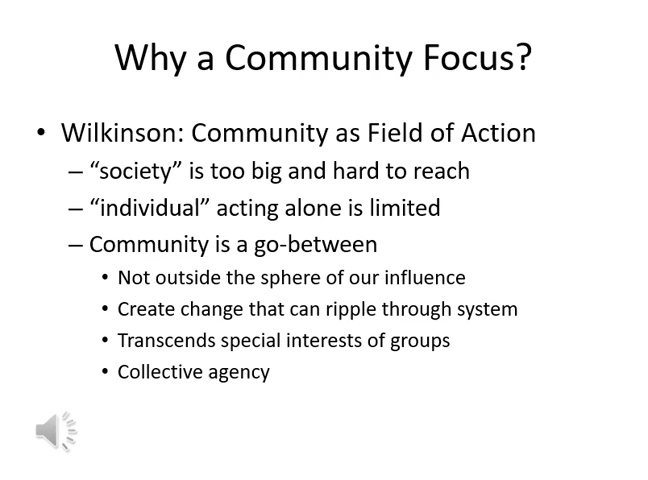 Why a Community Focus?
• Wilkinson: Community as Field of Action
– “society” is too big and hard to reach
– “individual” acting alone is limited
– Community is a go-between
• Not outside the sphere of our influence
• Create change that can ripple through system
• Transcends special interests of groups
• Collective agency